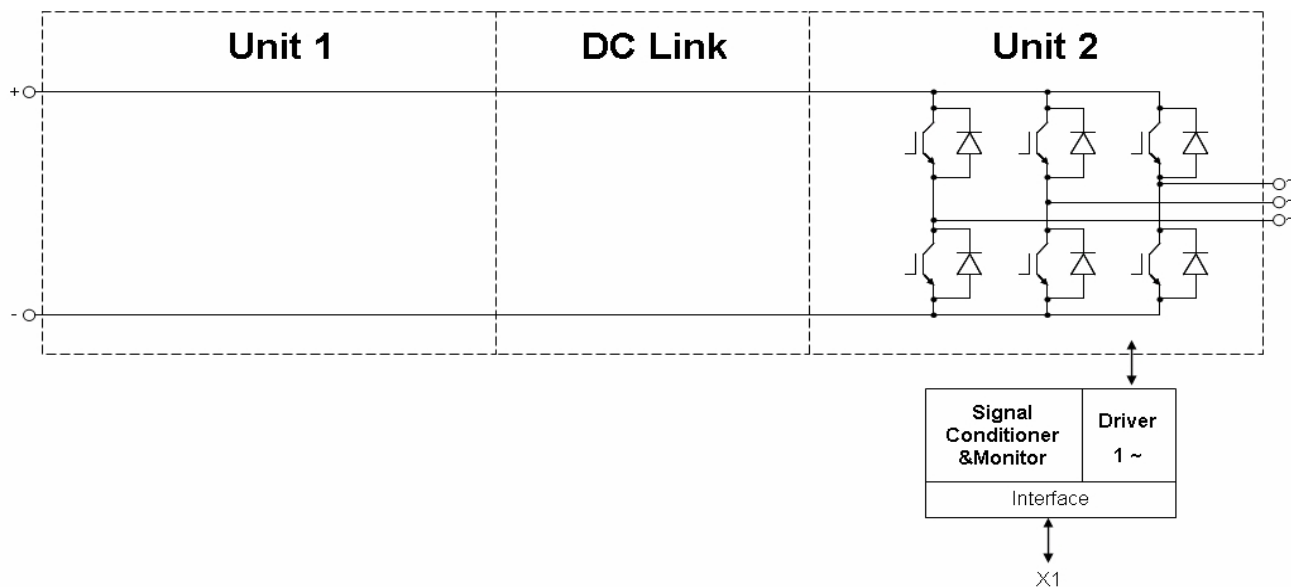 Unit 1
DC Link
Unit 2
+
-
Signal
Conditioner
&Monitor
Driver
1 ~
Interface
X1